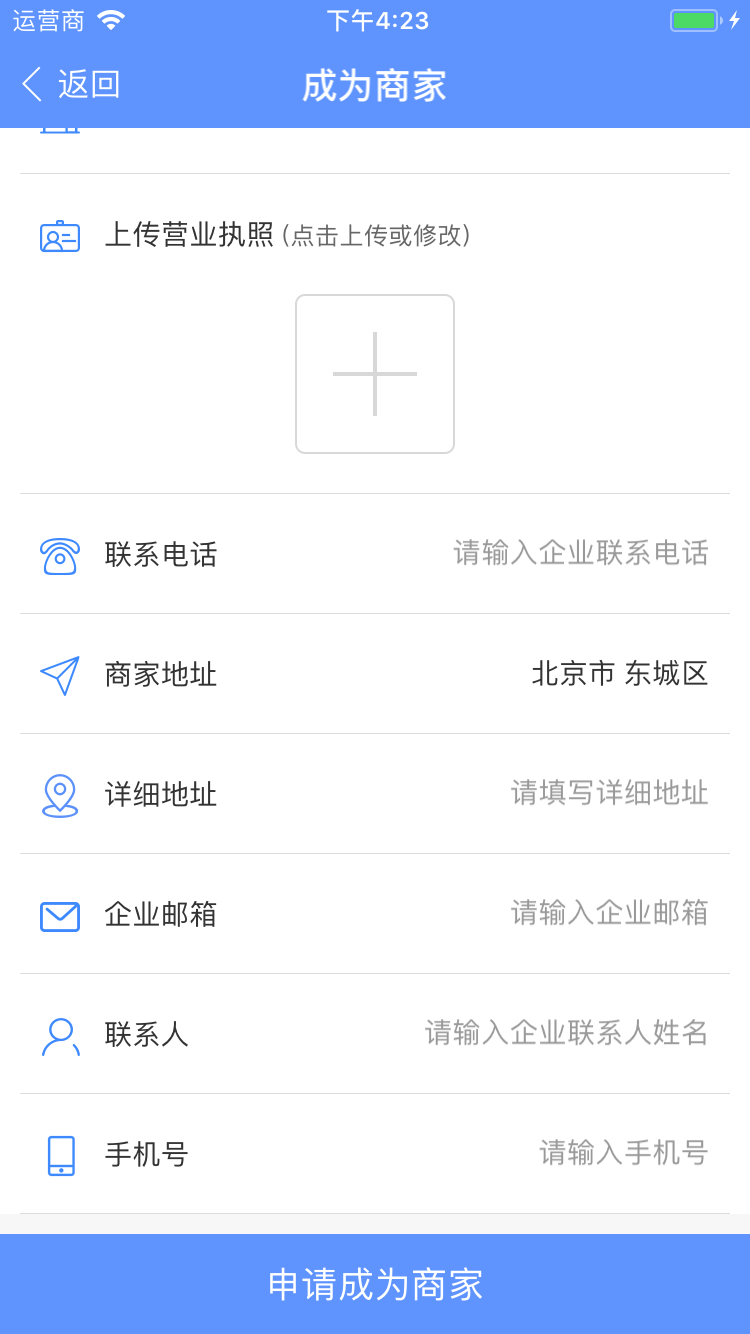 运营商 下午4:23
返回 成为商家
上传营业执照 (点击上传或修改)
联系电话 请输入企业联系电话
商家地址 北京市 东城区
详细地址 请填写详细地址
企业邮箱 请输入企业邮箱
联系人 请输入企业联系人姓名
手机号 请输入手机号
申请成为商家